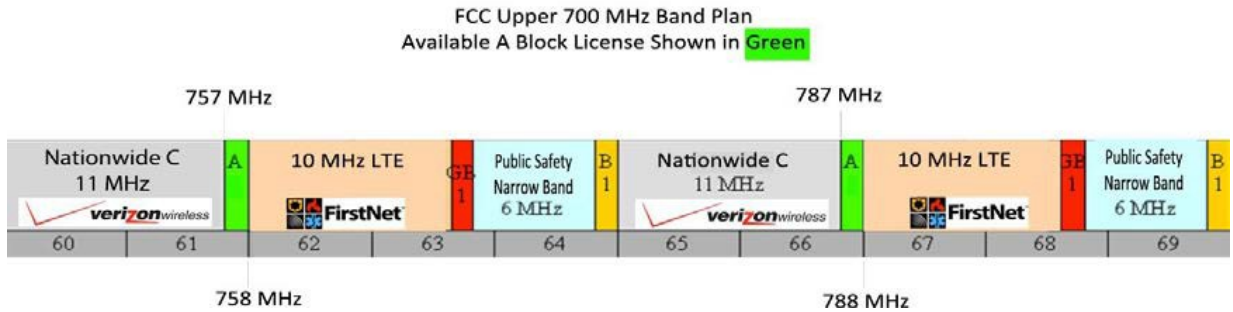 FCC Upper 700 MHz Band Plan
Available A Block License Shown in Green
757 MHz
787 MHz
Nationwide C
11 MHz
verizonwireless
A
10 MHz LTE
FirstNet
GB
1
Public Safety
Narrow Band
6 MHz
B
1
Nationwide C
11 MHz
verizonwireless
A
10 MHz LTE
FirstNet
GB
1
Public Safety
Narrow Band
6 MHz
B
1
60 61 62 63 64 65 66 67 68 69
758 MHz
788 MHz